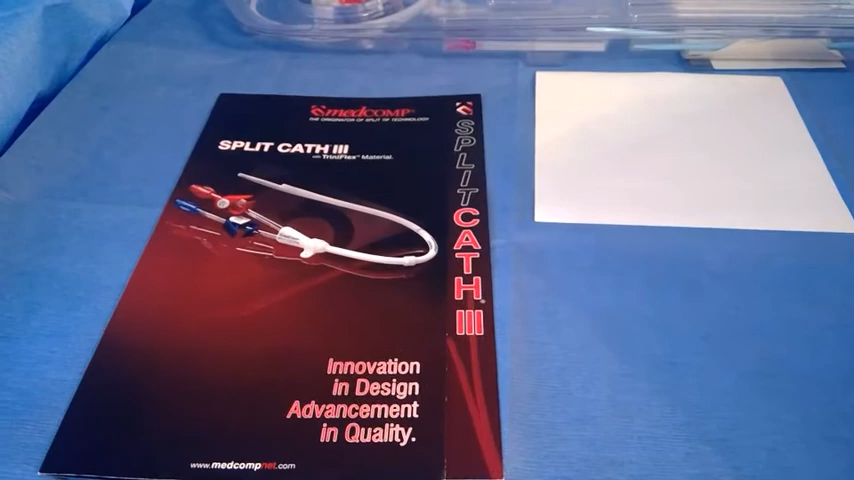 medCOMP®
THE ORIGINATOR OF SPLIT TIP TECHNOLOGY
SPLIT CATH® III
with TriniFlex™ Material.
SPLIT CATH® III
Innovation
in Design
Advancement
in Quality.
www.medcompnet.com